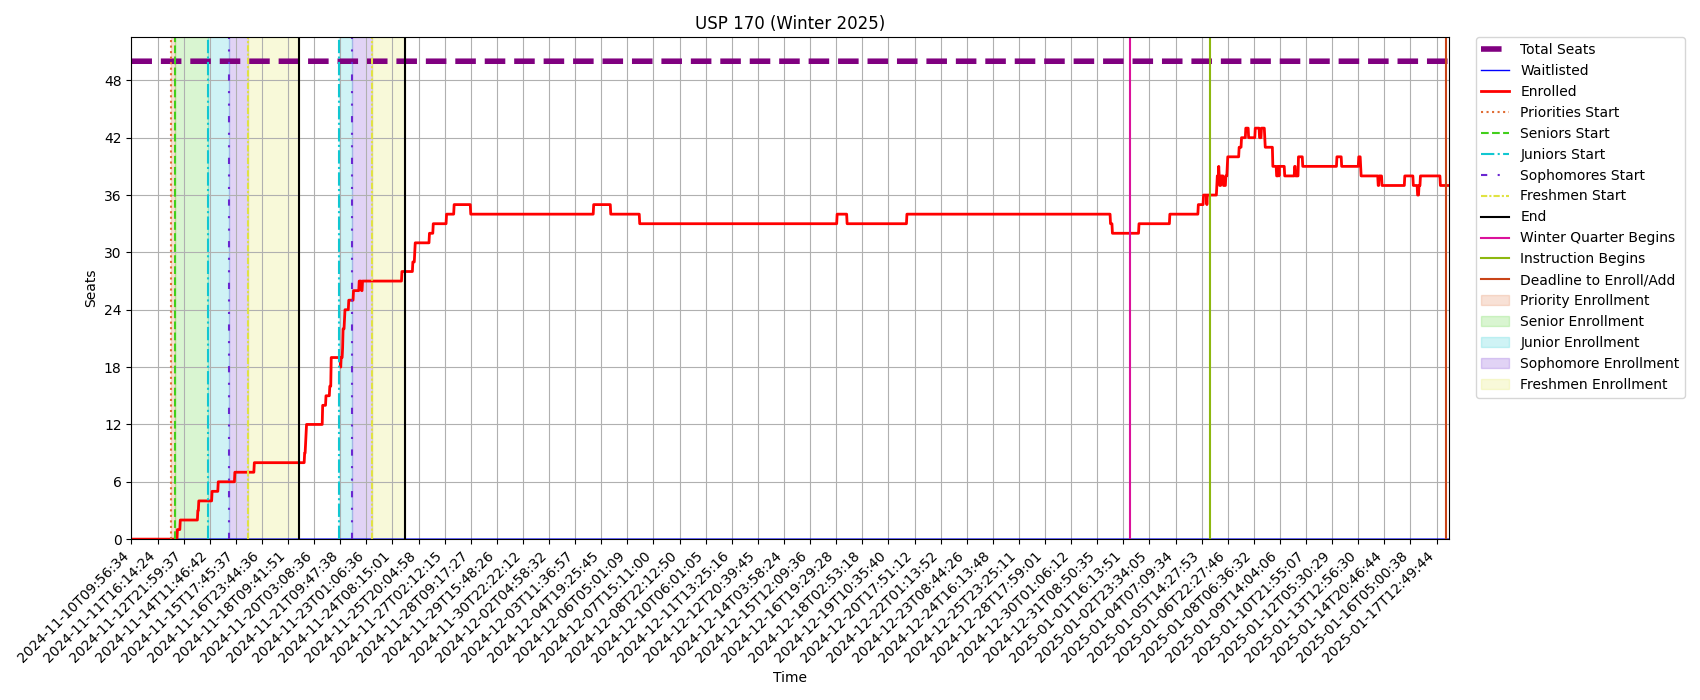 USP 170 (Winter 2025)
Seats
48
42
36
30
24
18
12
6
0
2024-11-10T09:56:34
2024-11-11T16:14:24
2024-11-12T21:59:37
2024-11-14T11:46:42
2024-11-15T17:45:37
2024-11-16T23:44:36
2024-11-18T09:41:51
2024-11-20T03:08:36
2024-11-21T09:47:38
2024-11-23T01:06:36
2024-11-24T08:15:01
2024-11-25T20:04:58
2024-11-27T02:12:15
2024-11-28T09:17:27
2024-11-29T15:48:26
2024-11-30T22:22:12
2024-12-02T04:58:32
2024-12-03T11:36:57
2024-12-04T19:25:45
2024-12-06T05:01:09
2024-12-07T15:11:00
2024-12-08T22:12:50
2024-12-10T06:01:05
2024-12-11T13:25:16
2024-12-12T20:39:45
2024-12-14T03:58:24
2024-12-15T12:09:36
2024-12-16T19:29:28
2024-12-18T02:53:18
2024-12-19T10:35:40
2024-12-20T17:51:12
2024-12-22T01:13:52
2024-12-23T08:44:26
2024-12-24T16:13:48
2024-12-25T23:25:11
2024-12-28T17:59:01
2024-12-30T01:06:12
2024-12-31T08:50:35
2025-01-01T16:13:51
2025-01-02T23:34:05
2025-01-04T07:09:34
2025-01-05T14:27:53
2025-01-06T22:27:46
2025-01-08T06:36:32
2025-01-09T14:04:06
2025-01-10T21:55:07
2025-01-12T05:30:29
2025-01-13T12:56:30
2025-01-14T20:46:44
2025-01-16T05:00:38
2025-01-17T12:49:44
Time
Total Seats
Waitlisted
Enrolled
Priorities Start
Seniors Start
Juniors Start
Sophomores Start
Freshmen Start
End
Winter Quarter Begins
Instruction Begins
Deadline to Enroll/Add
Priority Enrollment
Senior Enrollment
Junior Enrollment
Sophomore Enrollment
Freshmen Enrollment